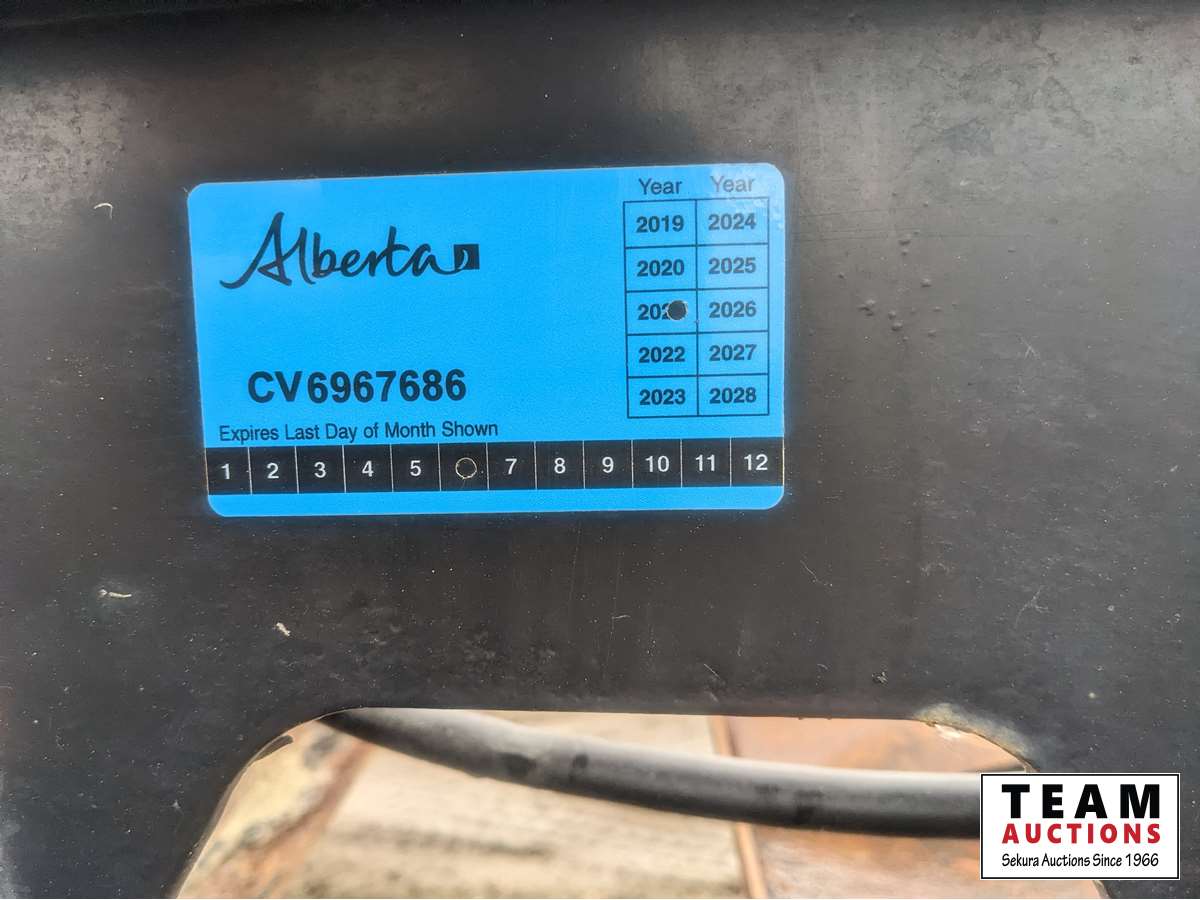 Alberta
Year Year
2019 2024
2020 2025
202 2026
2022 2027
2023 2028
CV6967686
Expires Last Day of Month Shown
1 2 3 4 5 7 8 9 10 11 12
TEAM
AUCTIONS
Sekura Auctions Since 1966